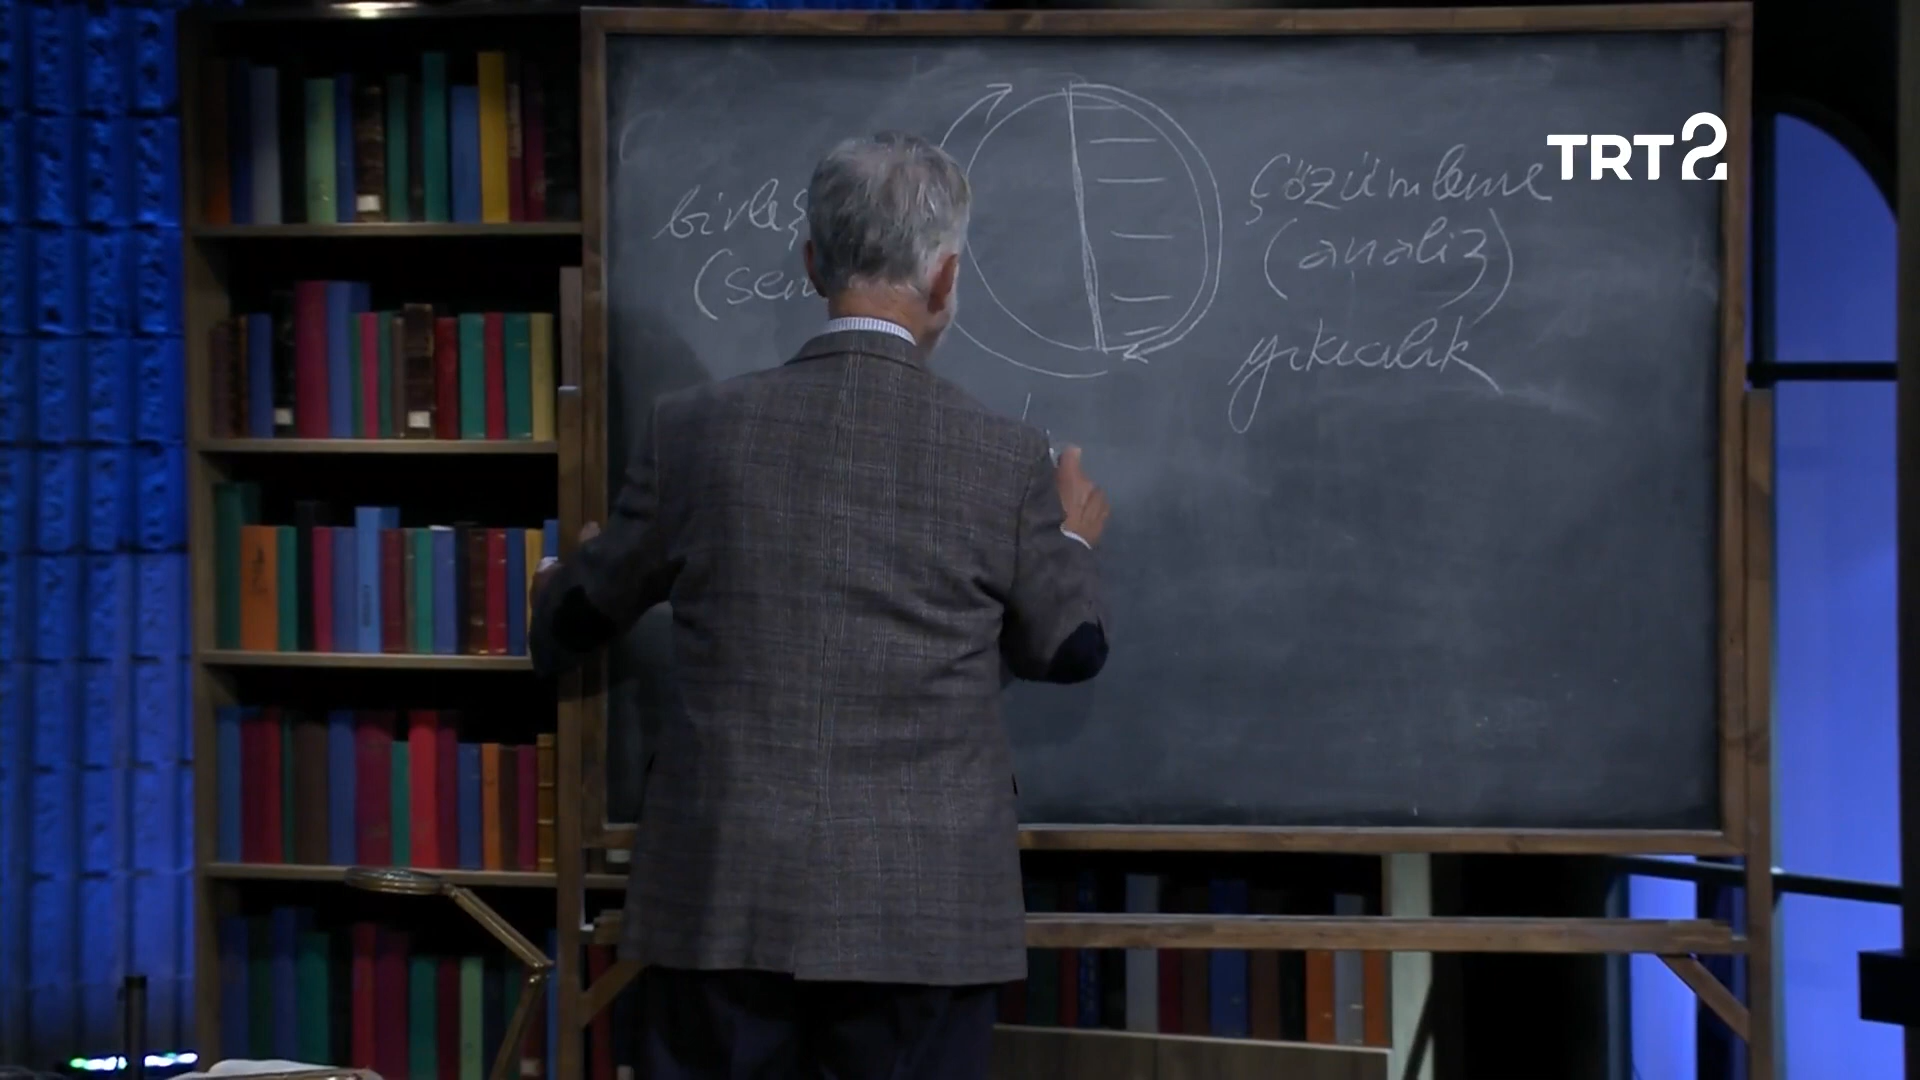 TRT2
çözümleme
(analiz)
yıkıcılık
birleş
(sen